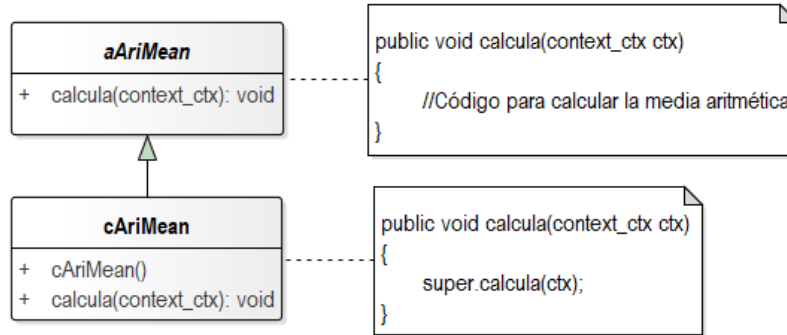 aAriMean
+ calcula(context_ctx): void
public void calcula(context_ctx ctx)
{
//Código para calcular la media aritmética
}
cAriMean
+ cAriMean()
+ calcula(context_ctx): void
public void calcula(context_ctx ctx)
{
super.calcula(ctx);
}